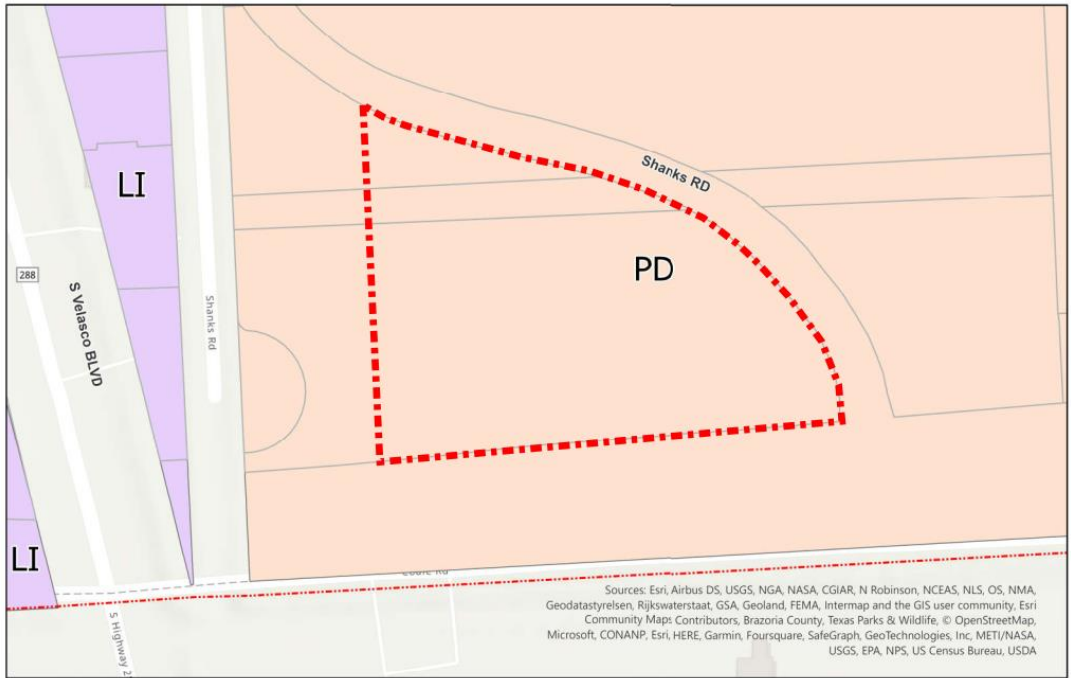 Shanks RD
LI
PD
288
S Velasco BLVD
Shanks Rd
LI
Sources: Esri, Airbus DS, USGS, NGA, NASA, CGIAR, N Robinson, NCEAS, NLS, OS, NMA,
Geodatastyrelsen, Rijkswaterstaat, GSA, Geoland, FEMA, Intermap and the GIS user community, Esri
Community Maps Contributors, Brazoria County, Texas Parks & Wildlife, © OpenStreetMap,
Microsoft, CONANP, Esri, HERE, Garmin, Foursquare, SafeGraph, GeoTechnologies, Inc, METI/NASA,
USGS, EPA, NPS, US Census Bureau, USDA
S Highway 2